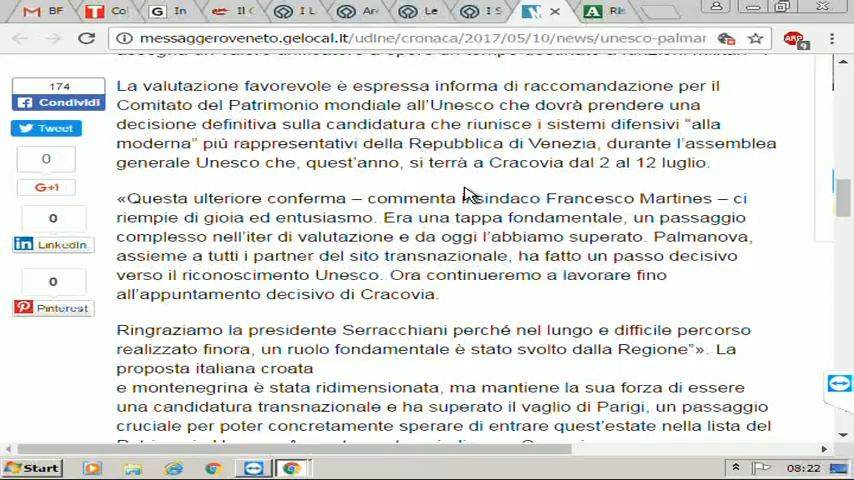 BF
Col
In
Il C
I L
Are
Le
I S
Ris
messaggeroveneto.gelocal.it/udine/cronaca/2017/05/10/news/unesco-palmar
ABP
9
174
Condividi
Tweet
0
G+1
0
LinkedIn
0
Pinterest
La valutazione favorevole è espressa informa di raccomandazione per il
Comitato del Patrimonio mondiale all'Unesco che dovrà prendere una
decisione definitiva sulla candidatura che riunisce i sistemi difensivi “alla
moderna” più rappresentativi della Repubblica di Venezia, durante l'assemblea
generale Unesco che, quest'anno, si terrà a Cracovia dal 2 al 12 luglio.
«Questa ulteriore conferma – commenta il sindaco Francesco Martines – ci
riempie di gioia ed entusiasmo. Era una tappa fondamentale, un passaggio
complesso nell'iter di valutazione e da oggi l'abbiamo superato. Palmanova,
assieme a tutti i partner del sito transnazionale, ha fatto un passo decisivo
verso il riconoscimento Unesco. Ora continueremo a lavorare fino
all'appuntamento decisivo di Cracovia.
Ringraziamo la presidente Serracchiani perché nel lungo e difficile percorso
realizzato finora, un ruolo fondamentale è stato svolto dalla Regione”». La
proposta italiana croata
e montenegrina è stata ridimensionata, ma mantiene la sua forza di essere
una candidatura transnazionale e ha superato il vaglio di Parigi, un passaggio
cruciale per poter concretamente sperare di entrare quest'estate nella lista del
Start
08:22